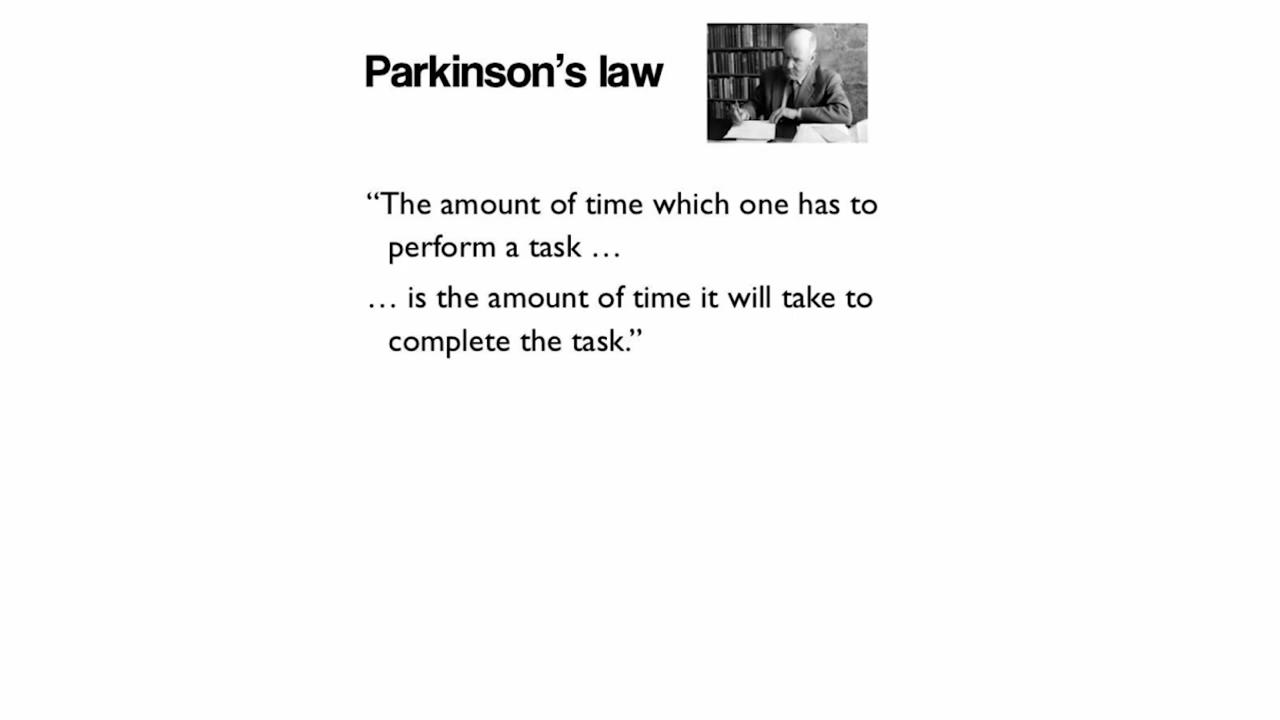 Parkinson’s law
“The amount of time which one has to
perform a task …
… is the amount of time it will take to
complete the task.”